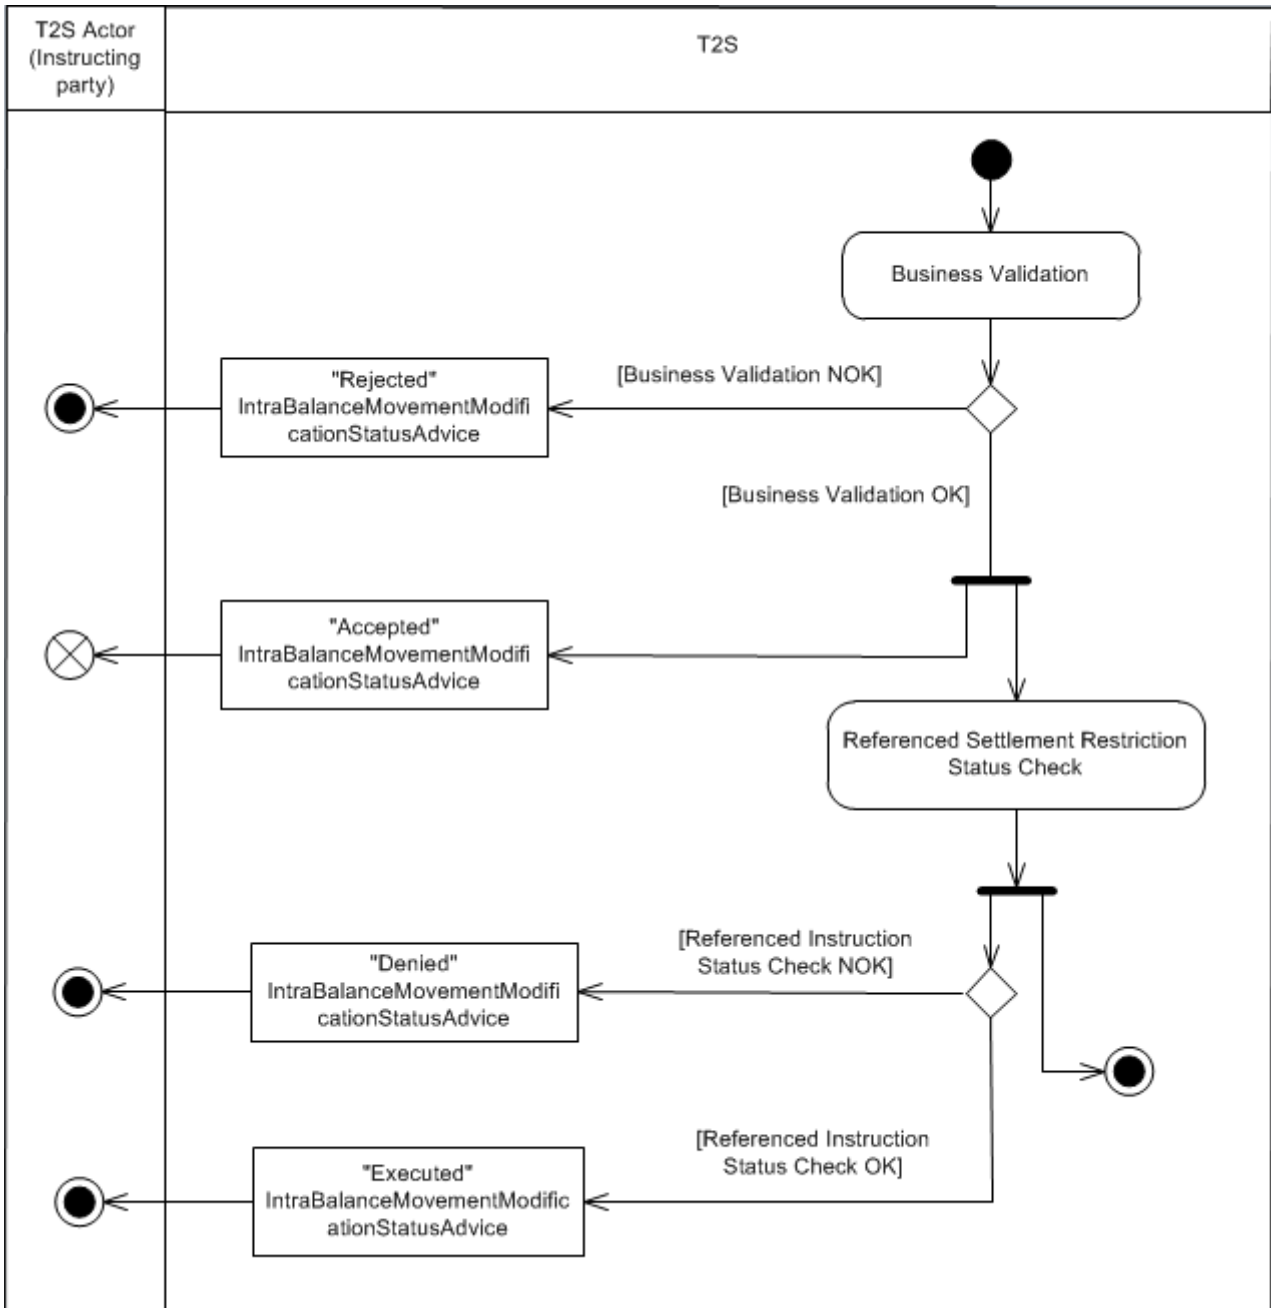 T2S Actor
(Instructing
party)
T2S
Business Validation
[Business Validation NOK]
"Rejected"
IntraBalanceMovementModifi
cationStatusAdvice
[Business Validation OK]
"Accepted"
IntraBalanceMovementModifi
cationStatusAdvice
Referenced Settlement Restriction
Status Check
[Referenced Instruction
Status Check NOK]
"Denied"
IntraBalanceMovementModifi
cationStatusAdvice
[Referenced Instruction
Status Check OK]
"Executed"
IntraBalanceMovementModific
ationStatusAdvice